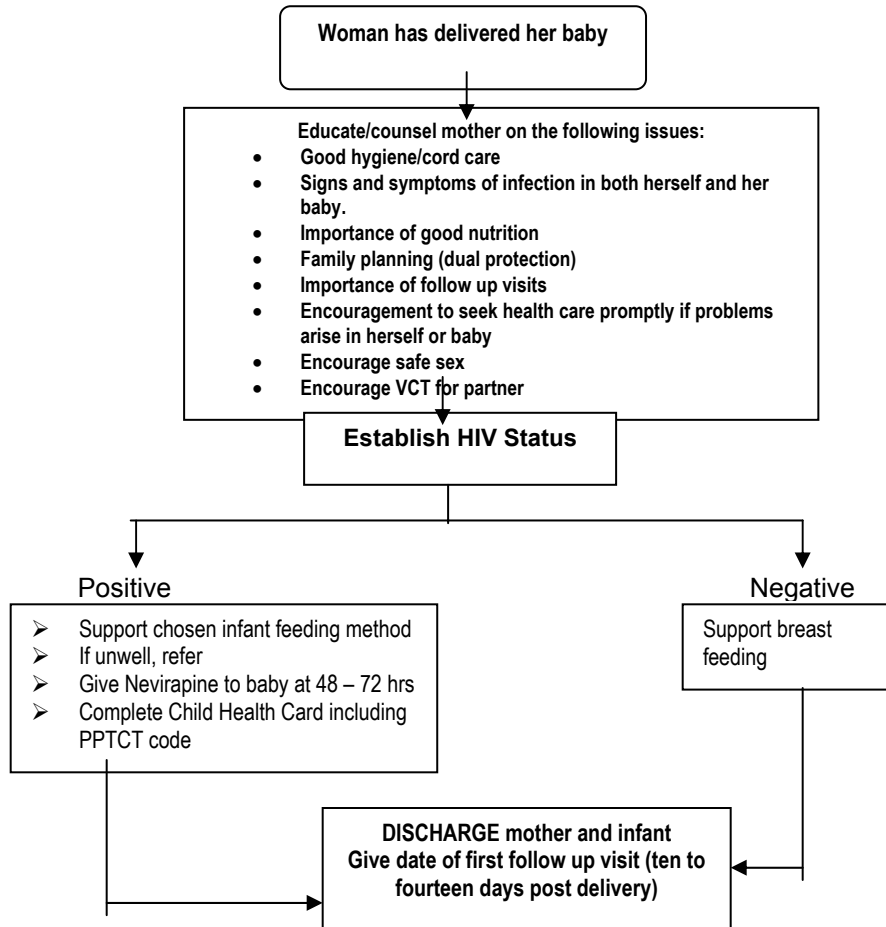 Woman has delivered her baby
Educate/counsel mother on the following issues:
• Good hygiene/cord care
• Signs and symptoms of infection in both herself and her
baby.
• Importance of good nutrition
• Family planning (dual protection)
• Importance of follow up visits
• Encouragement to seek health care promptly if problems
arise in herself or baby
• Encourage safe sex
• Encourage VCT for partner
Establish HIV Status
Positive
➢ Support chosen infant feeding method
➢ If unwell, refer
➢ Give Nevirapine to baby at 48 – 72 hrs
➢ Complete Child Health Card including
PPTCT code
Negative
Support breast
feeding
DISCHARGE mother and infant
Give date of first follow up visit (ten to
fourteen days post delivery)